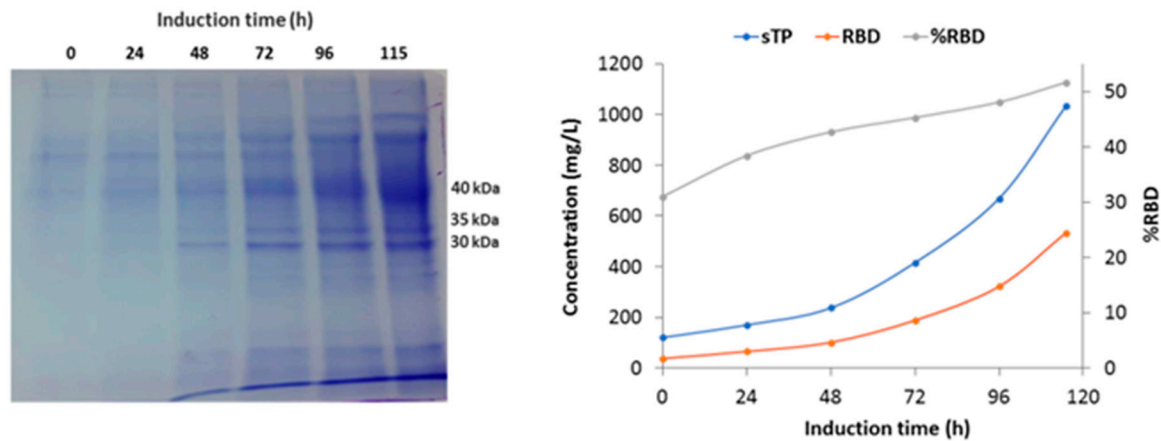 Induction time (h)
0 24 48 72 96 115
40 kDa
35 kDa
30 kDa
sTP RBD %RBD
1200
1000
800
600
400
200
0
Concentration (mg/L)
50
40
30
20
10
0
%RBD
0 24 48 72 96 120
Induction time (h)